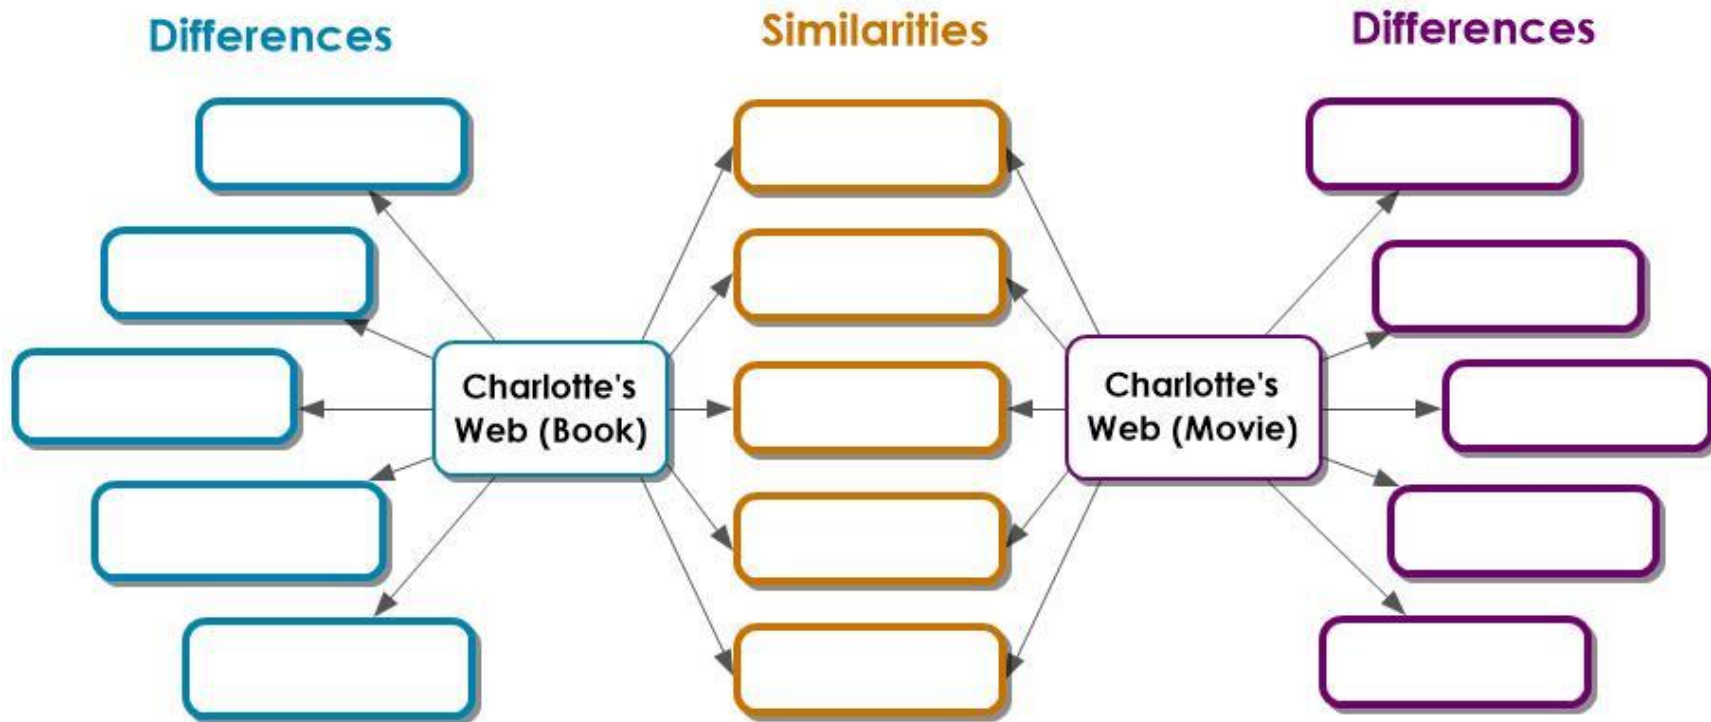 Differences
Similarities
Differences
Charlotte's
Web (Book)
Charlotte's
Web (Movie)